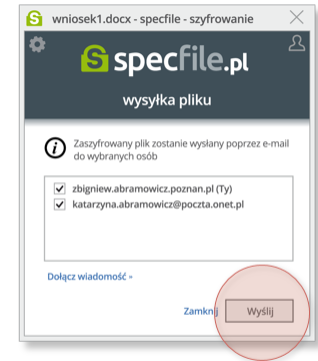 wniosek1.docx - specfile - szyfrowanie
specfile.pl
wysyłka pliku
Zaszyfrowany plik zostanie wysłany poprzez e-mail
do wybranych osób
zbigniew.abramowicz.poznan.pl (Ty)
katarzyna.abramowicz@poczta.onet.pl
Dołącz wiadomość »
Zamknij
Wyślij